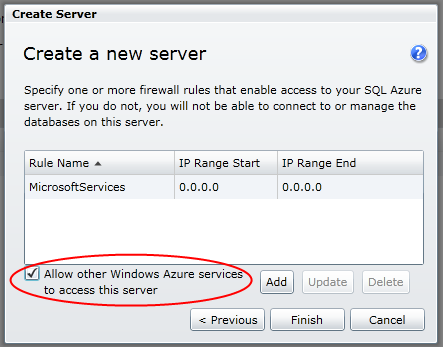 Create Server
Create a new server
?
Specify one or more firewall rules that enable access to your SQL Azure
server. If you do not, you will not be able to connect to or manage the
databases on this server.
Rule Name IP Range Start IP Range End
MicrosoftServices 0.0.0.0 0.0.0.0
Allow other Windows Azure services
to access this server
Add Update Delete
< Previous Finish Cancel